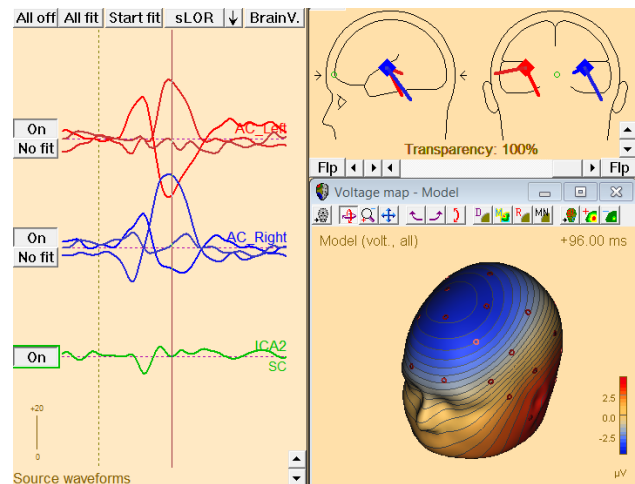 All off All fit Start fit sLOR BrainV.
AC_Left
On
No fit
AC_Right
On
No fit
ICA2
On
SC
+20
0
Source waveforms
Transparency: 100%
Flp Flp
Voltage map - Model
D M R MN
Model (volt., all) +96.00 ms
2.5
0.0
-2.5
µV